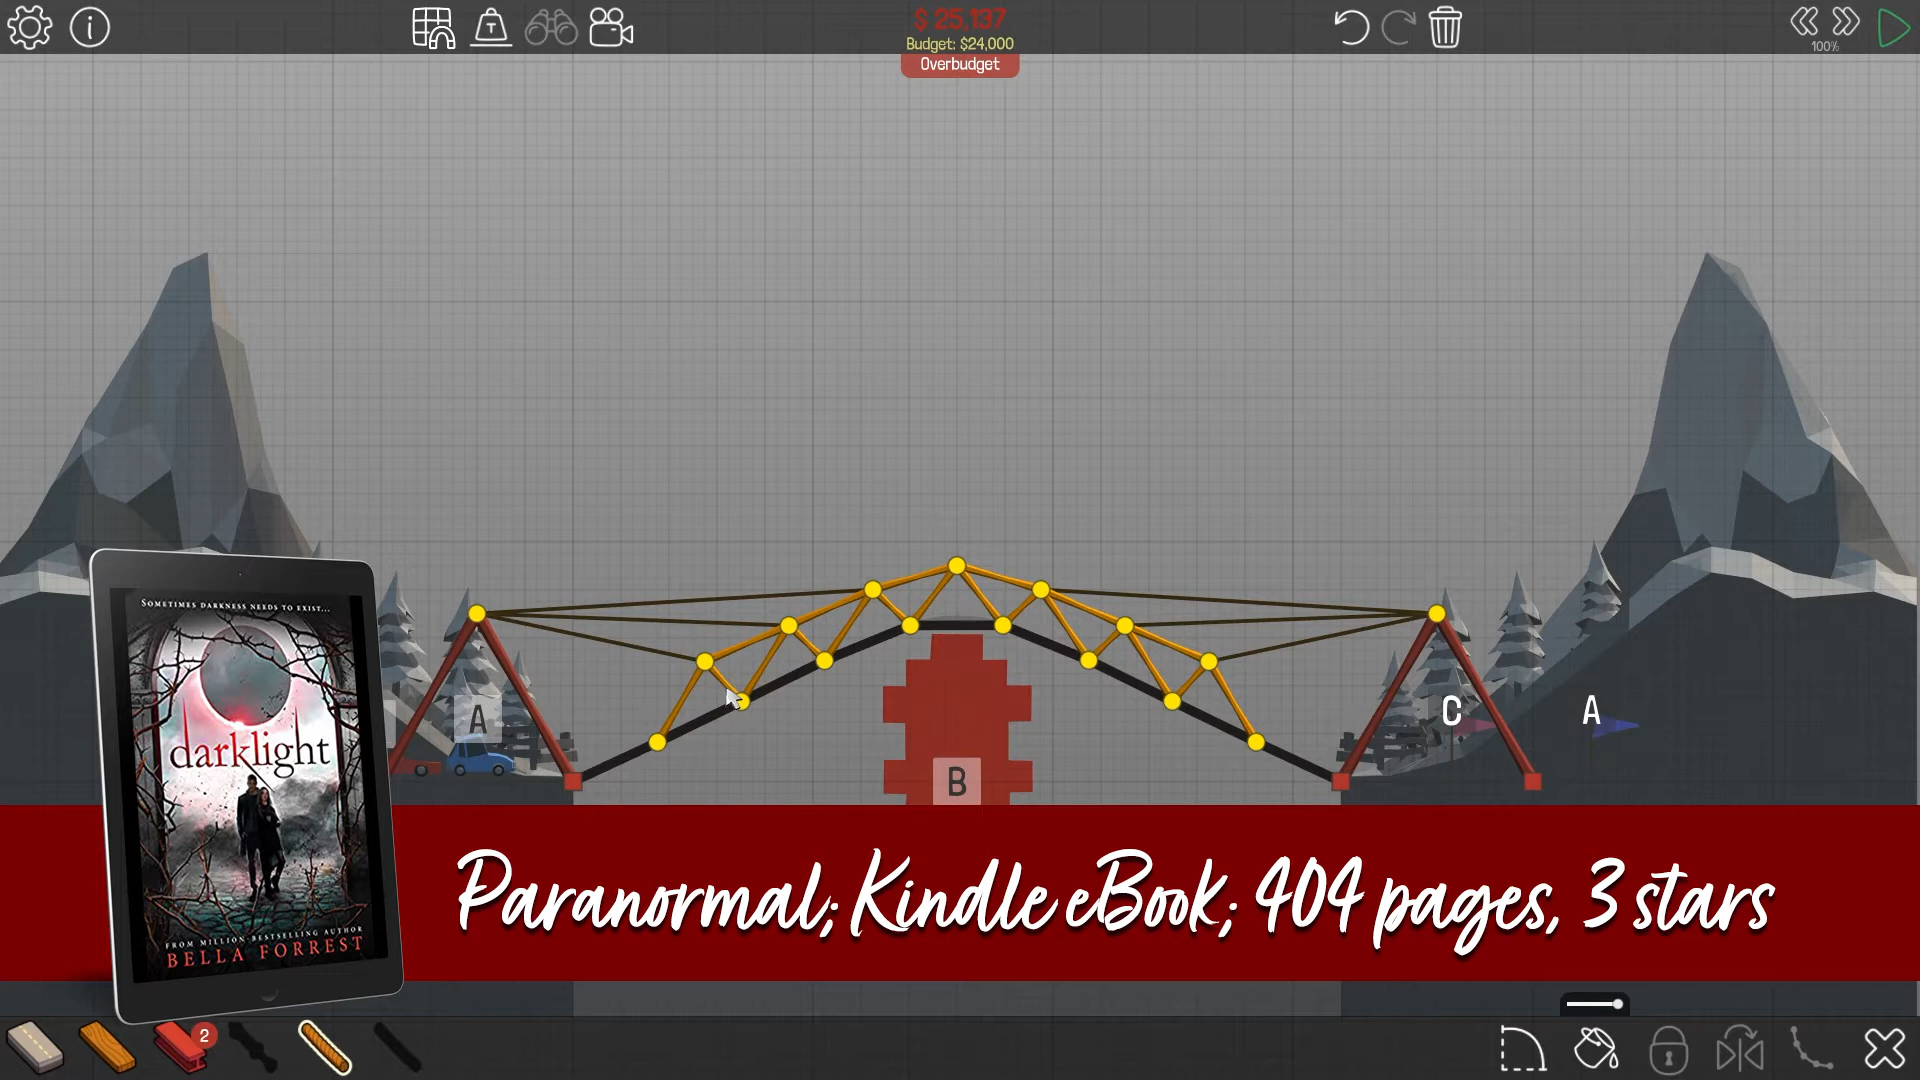 $ 25,137
Budget: $24,000
Overbudget
100%
A
B
C
A
SOMETIMES DARKNESS NEEDS TO EXIST...
darklight
FROM MILLION-BESTSELLING AUTHOR
BELLA FORREST
Paranormal; Kindle eBook; 404 pages, 3 stars
2